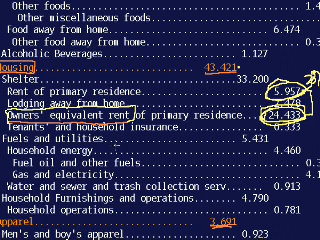 Other foods........................................ 1.4
Other miscellaneous foods..........................
Food away from home............................ 6.474
Other food away from home...................... 0.3
Alcoholic Beverages......................... 1.127
Housing............................. 43.421
Shelter................................. 33.200
Rent of primary residence...................... 5.957
Lodging away from home
Owners' equivalent rent of primary residence... 24.433
Tenants' and household insurance............... 0.333
Fuels and utilities......................... 5.431
Household energy........................... 4.460
Fuel oil and other fuels....................... 0.3
Gas and electricity............................ 4.1
Water and sewer and trash collection serv...... 0.913
Household Furnishings and operations....... 4.790
Household operations........................... 0.781
Apparel............................. 3.691
Men's and boy's apparel.................... 0.923